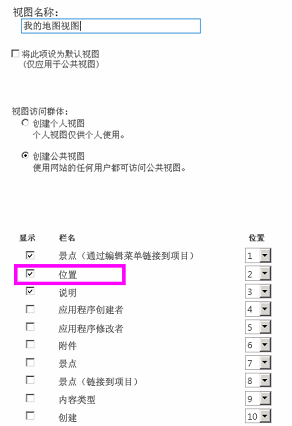 视图名称:
我的地图视图
将此项设为默认视图
(仅应用于公共视图)
视图访问群体:
创建个人视图
个人视图仅供个人使用。
创建公共视图
使用网站的任何用户都可访问公共视图。
显示 栏名 位置
景点（通过编辑菜单链接到项目） 1
位置 2
说明 3
应用程序创建者 4
应用程序修改者 5
附件 6
景点 7
景点（链接到项目） 8
内容类型 9
创建 10